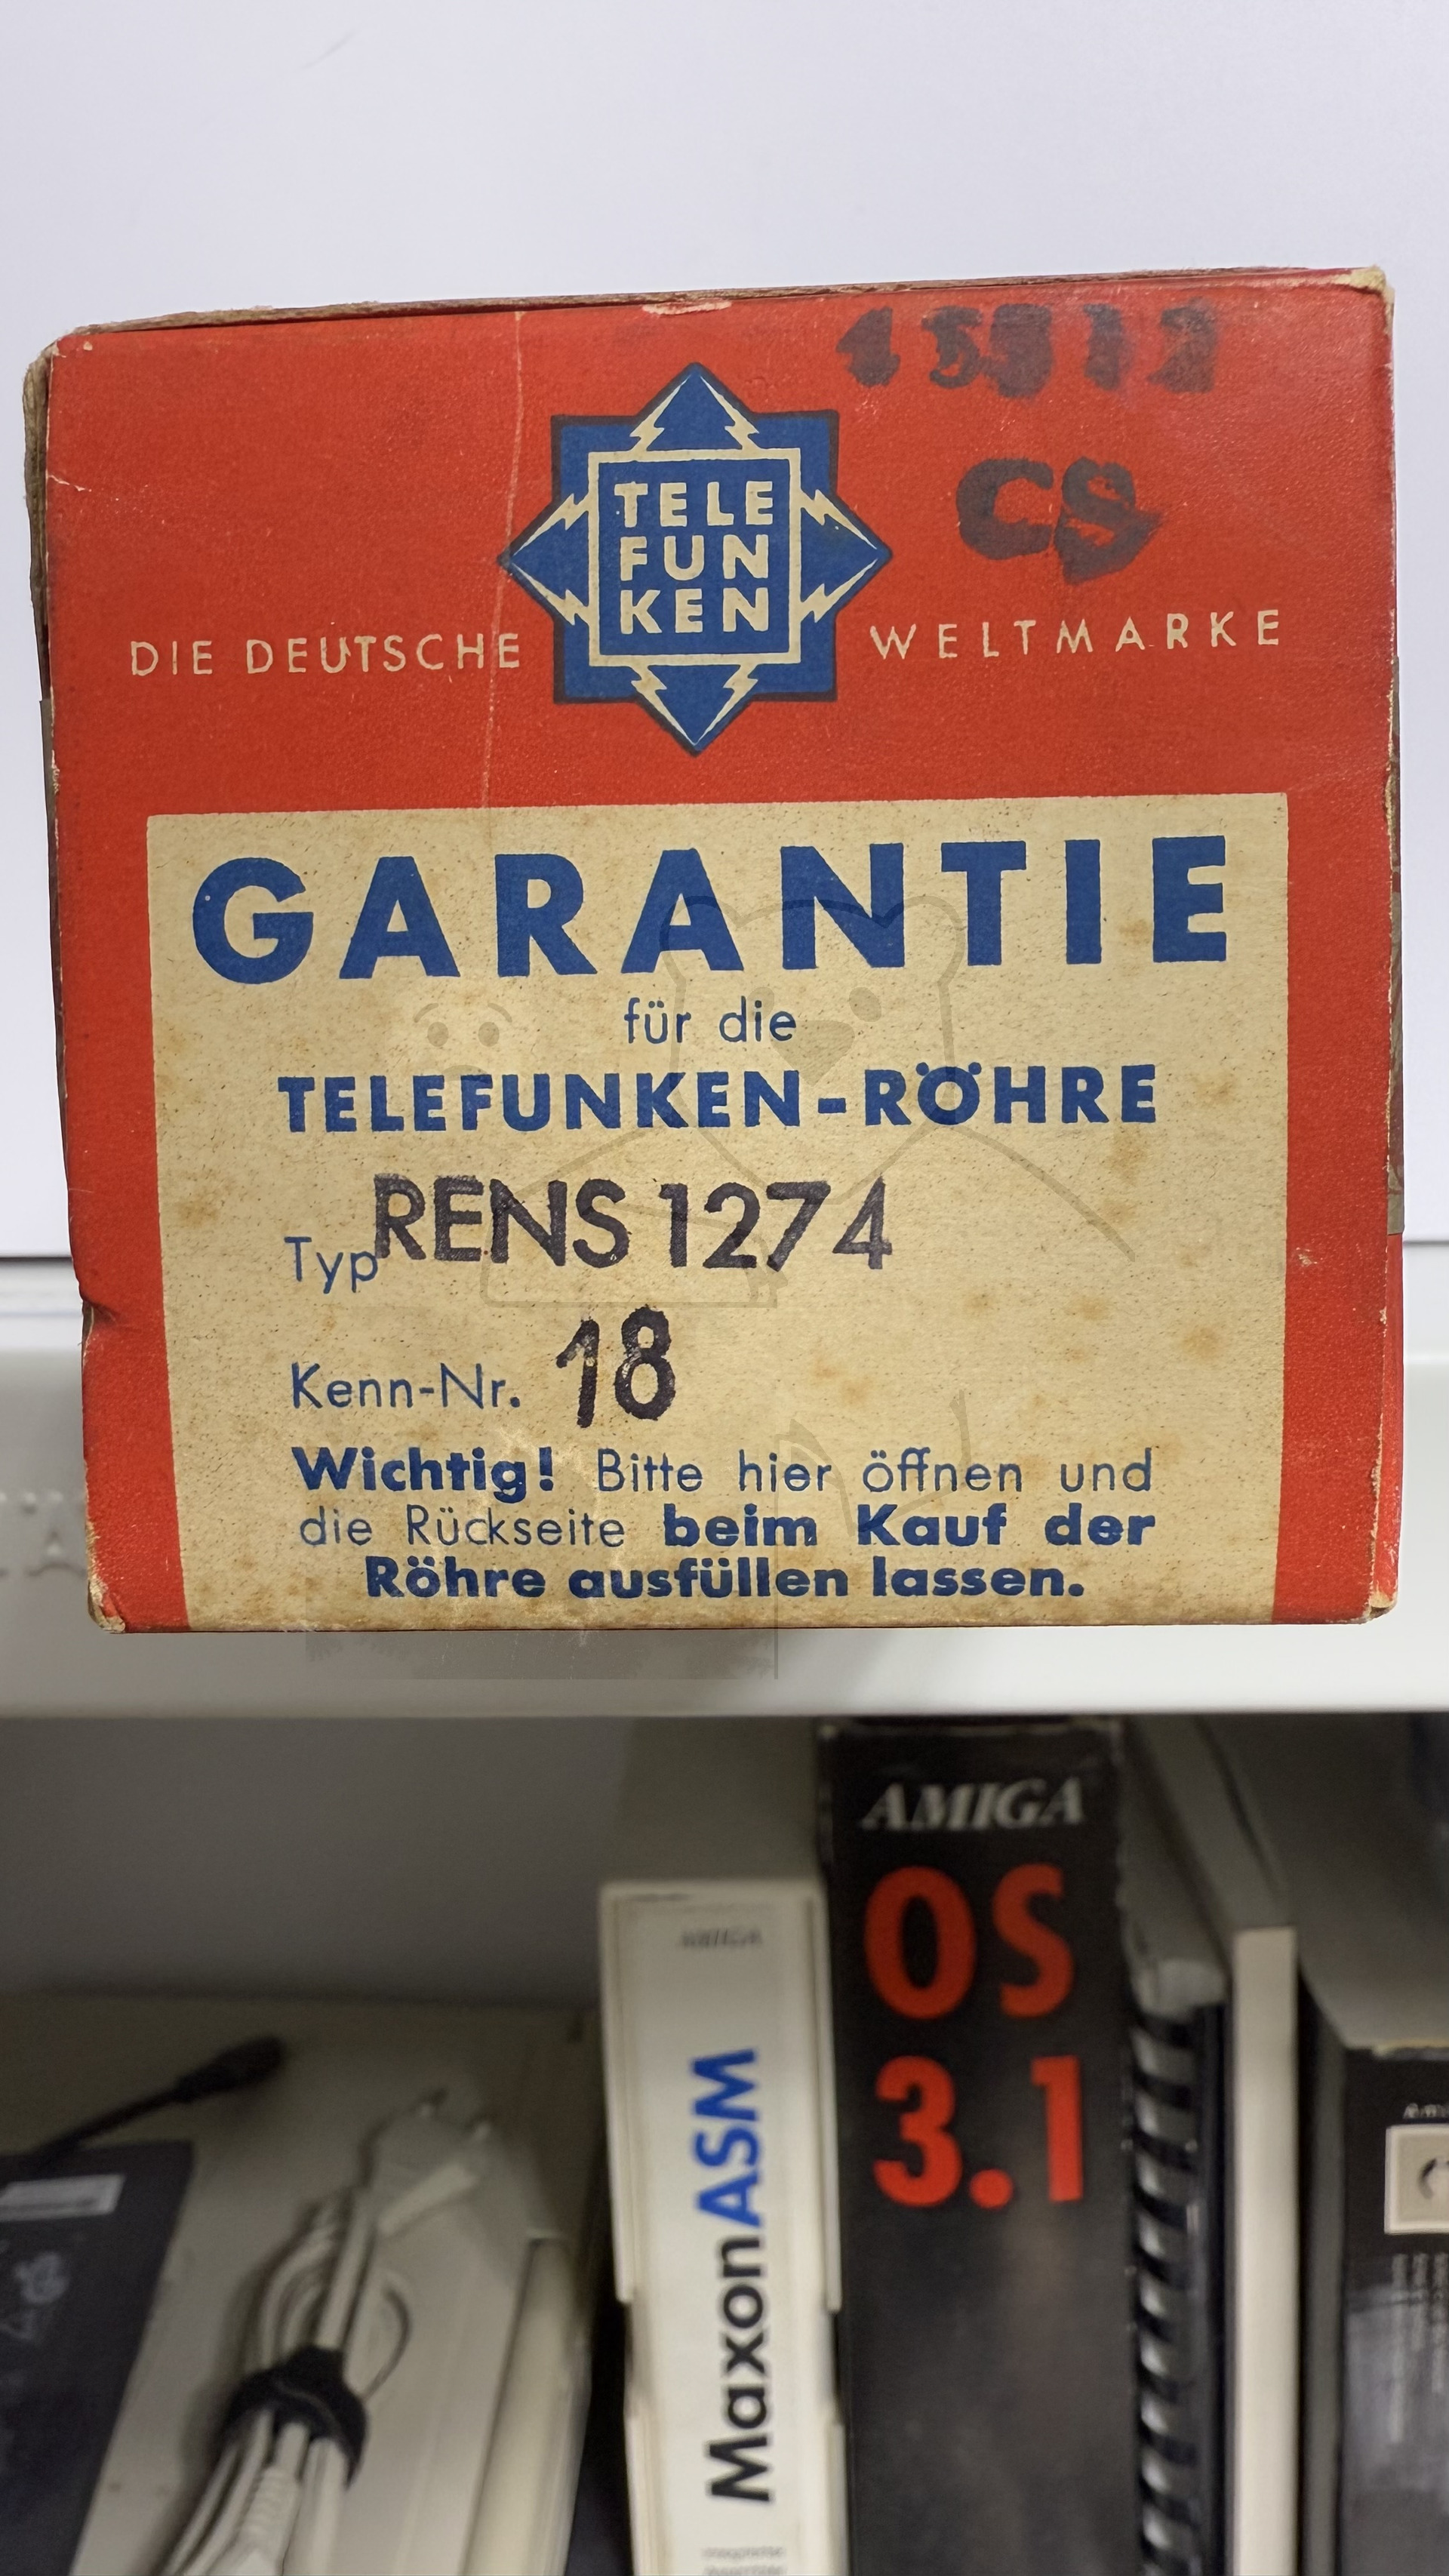 CS
TELE
FUN
KEN
DIE DEUTSCHE WELTMARKE
GARANTIE
für die
TELEFUNKEN-RÖHRE
Typ RENS 1274
Kenn-Nr. 18
Wichtig! Bitte hier öffnen und
die Rückseite beim Kauf der
Röhre ausfüllen lassen.
AMIGA
OS
3.1
AMIGA
MaxonASM